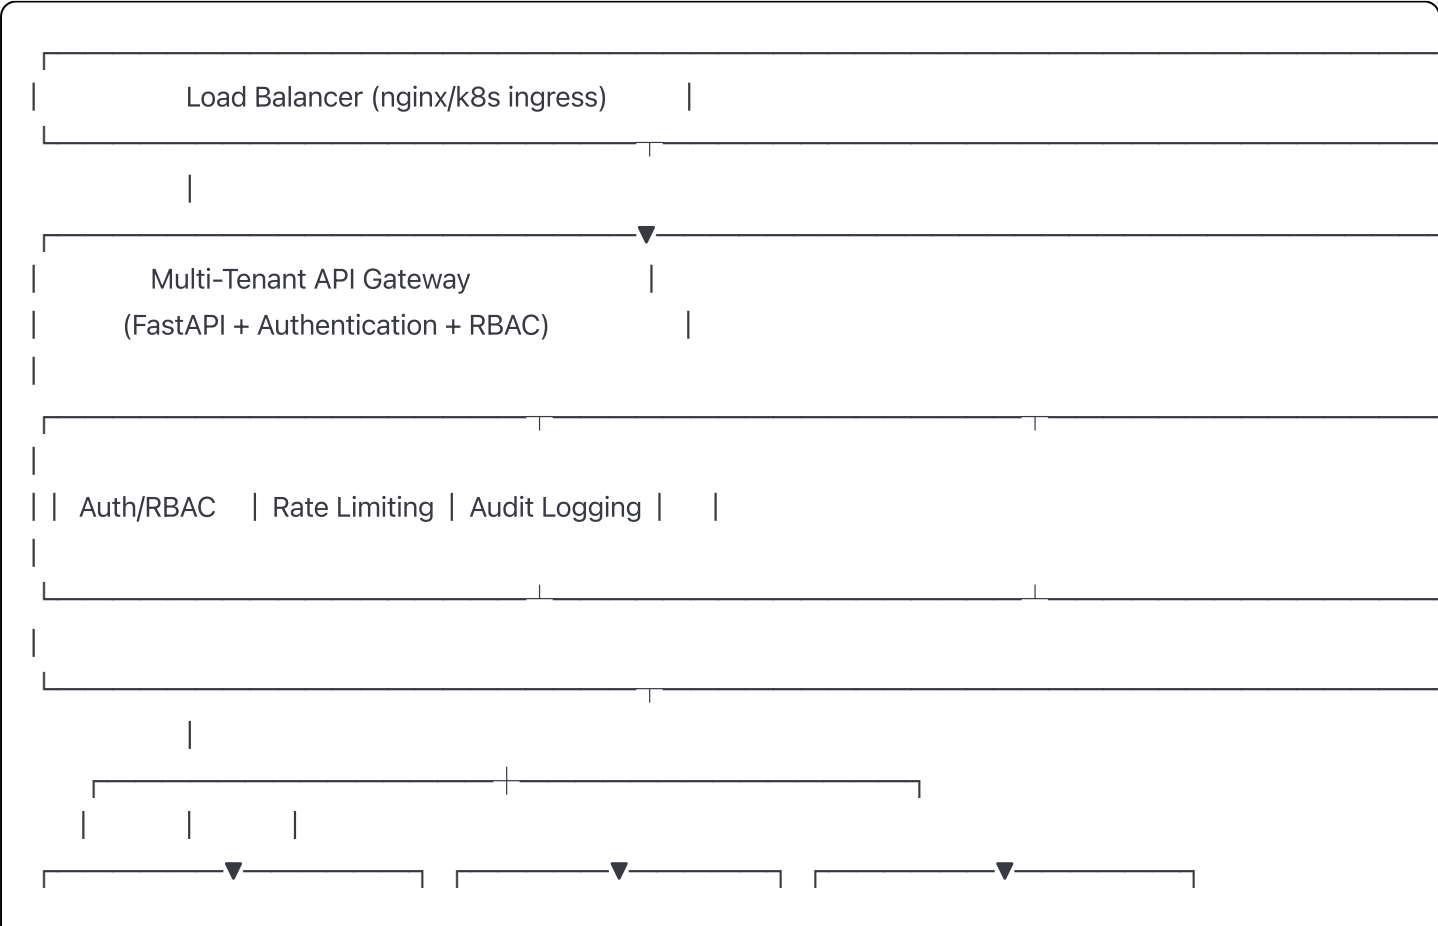 Load Balancer (nginx/k8s ingress)
Multi-Tenant API Gateway
(FastAPI + Authentication + RBAC)
Auth/RBAC | Rate Limiting | Audit Logging